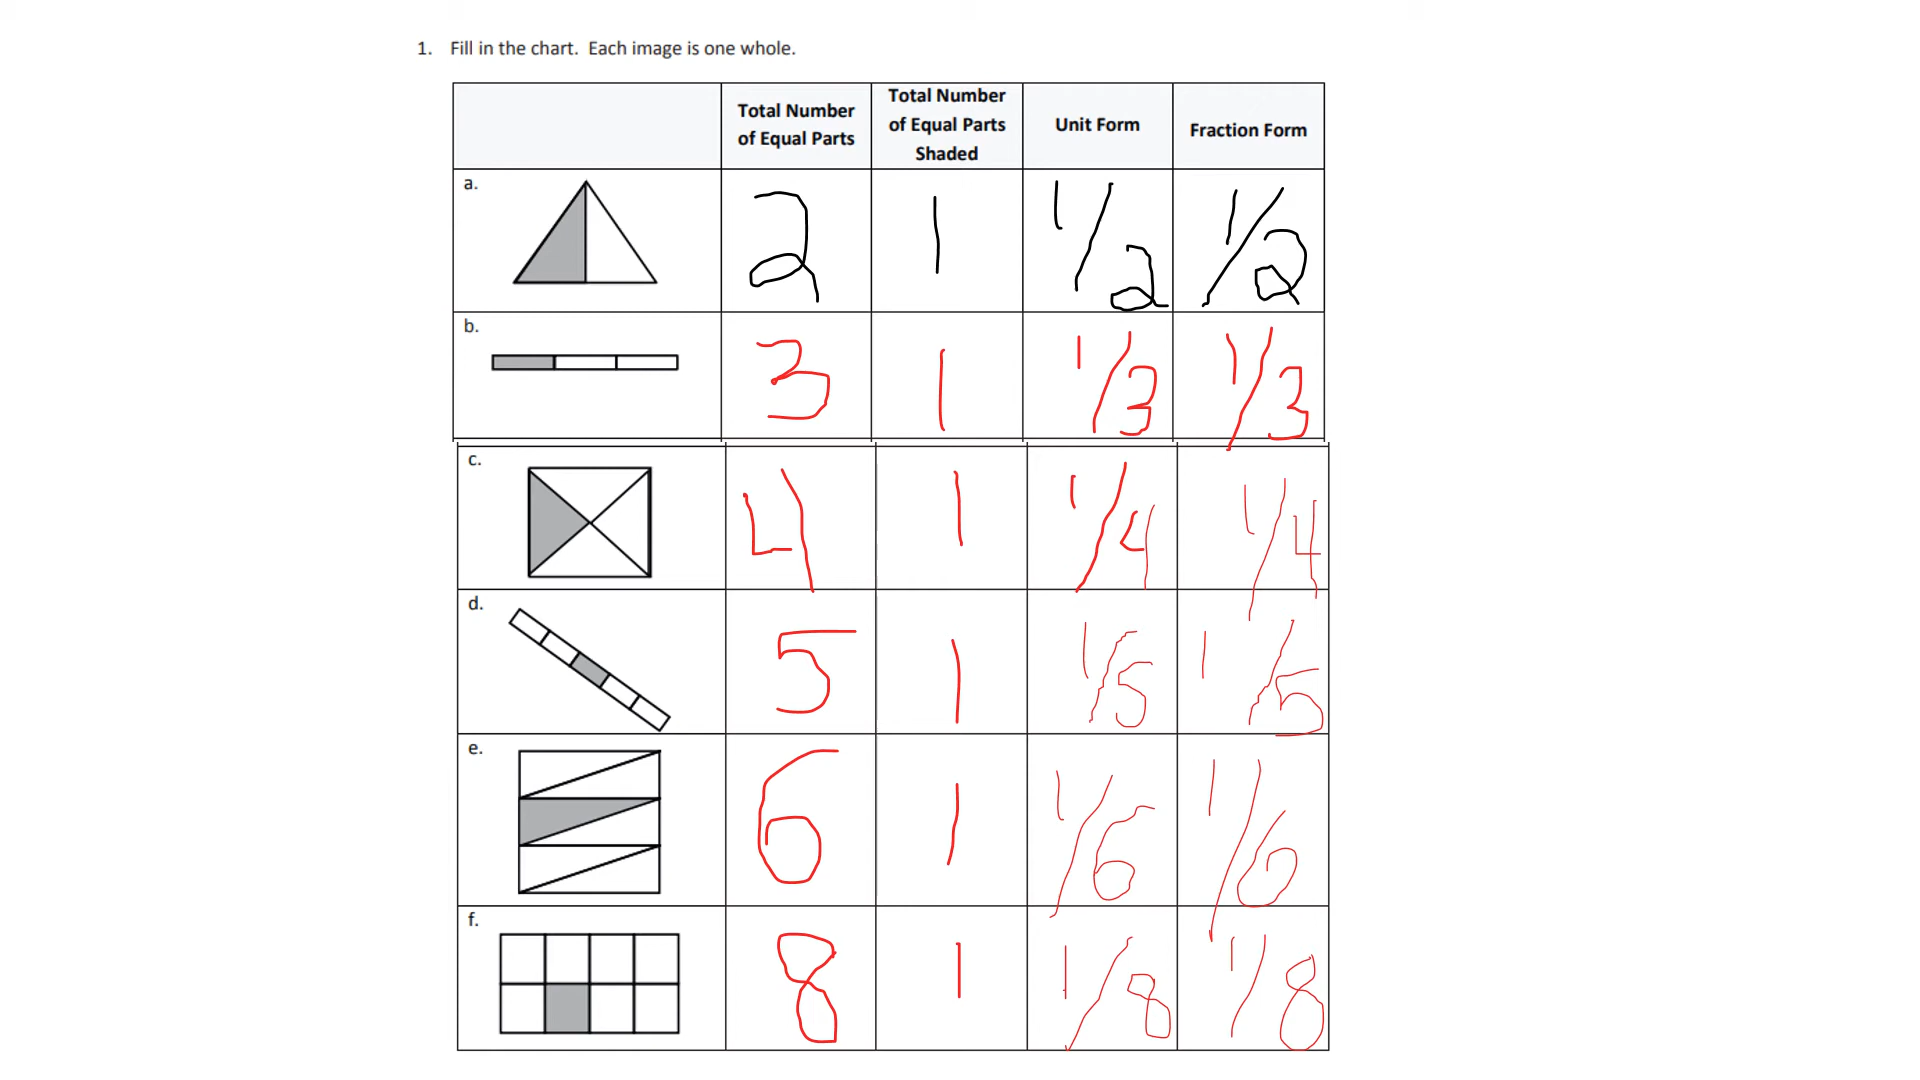 1. Fill in the chart. Each image is one whole.
Total Number of Equal Parts
Total Number of Equal Parts Shaded
Unit Form
Fraction Form
a. 2 1 1/2 1/2
b. 3 1 1/3 1/3
c. 4 1 1/4 1/4
d. 5 1 1/5 1/5
e. 6 1 1/6 1/6
f. 8 1 1/8 1/8